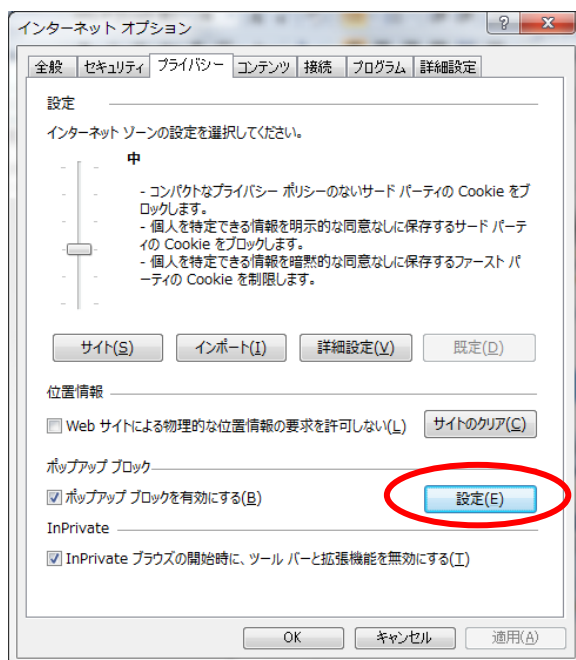 インターネット オプション
全般 セキュリティ プライバシー コンテンツ 接続 プログラム 詳細設定
設定
インターネット ゾーンの設定を選択してください。
中
- コンパクトなプライバシー ポリシーのないサード パーティの Cookie をブ
ロックします。
- 個人を特定できる情報を明示的な同意なしに保存するサード パーテ
ィの Cookie をブロックします。
- 個人を特定できる情報を暗黙的な同意なしに保存するファースト パ
ーティの Cookie を制限します。
サイト(S) インポート(I) 詳細設定(V) 既定(D)
位置情報
Web サイトによる物理的な位置情報の要求を許可しない(L) サイトのクリア(C)
ポップアップ ブロック
ポップアップ ブロックを有効にする(B) 設定(E)
InPrivate
InPrivate ブラウズの開始時に、ツール バーと拡張機能を無効にする(T)
OK キャンセル 適用(A)